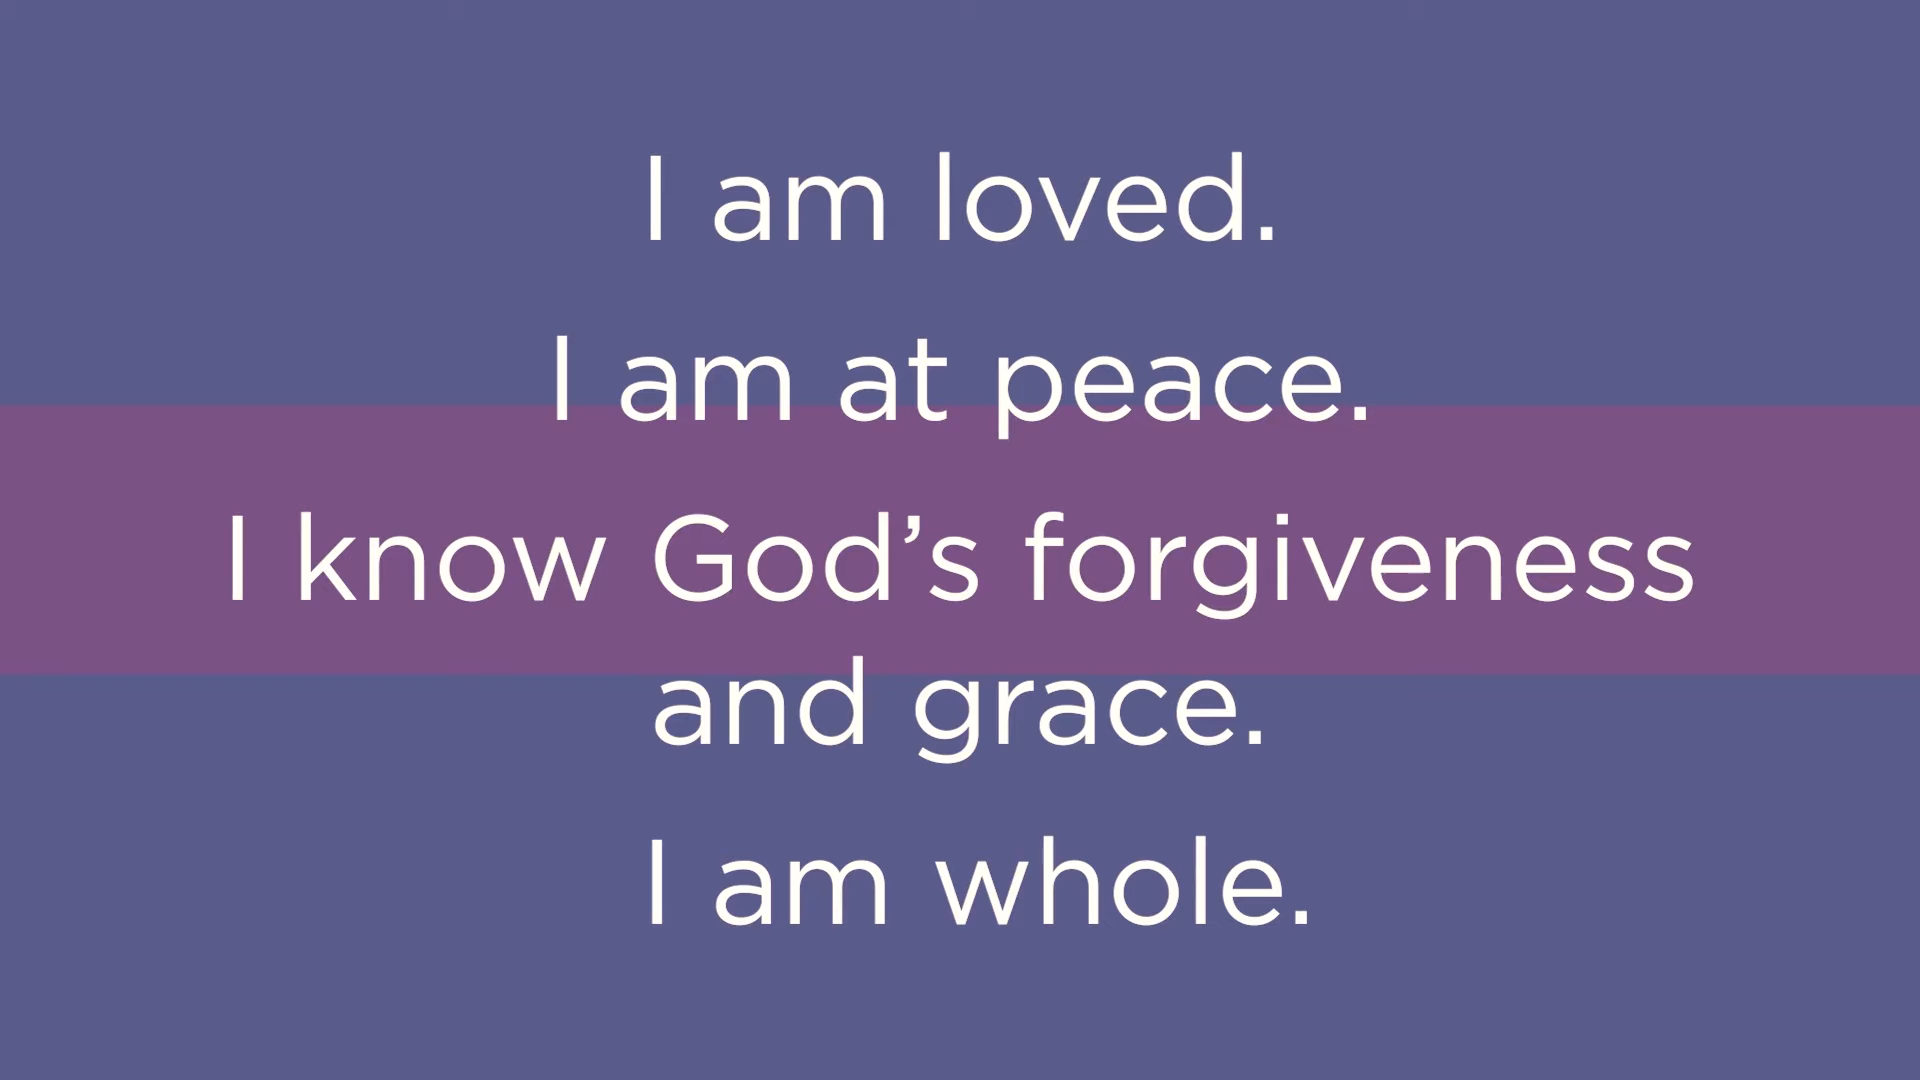 I am loved.
I am at peace.
I know God’s forgiveness
and grace.
I am whole.